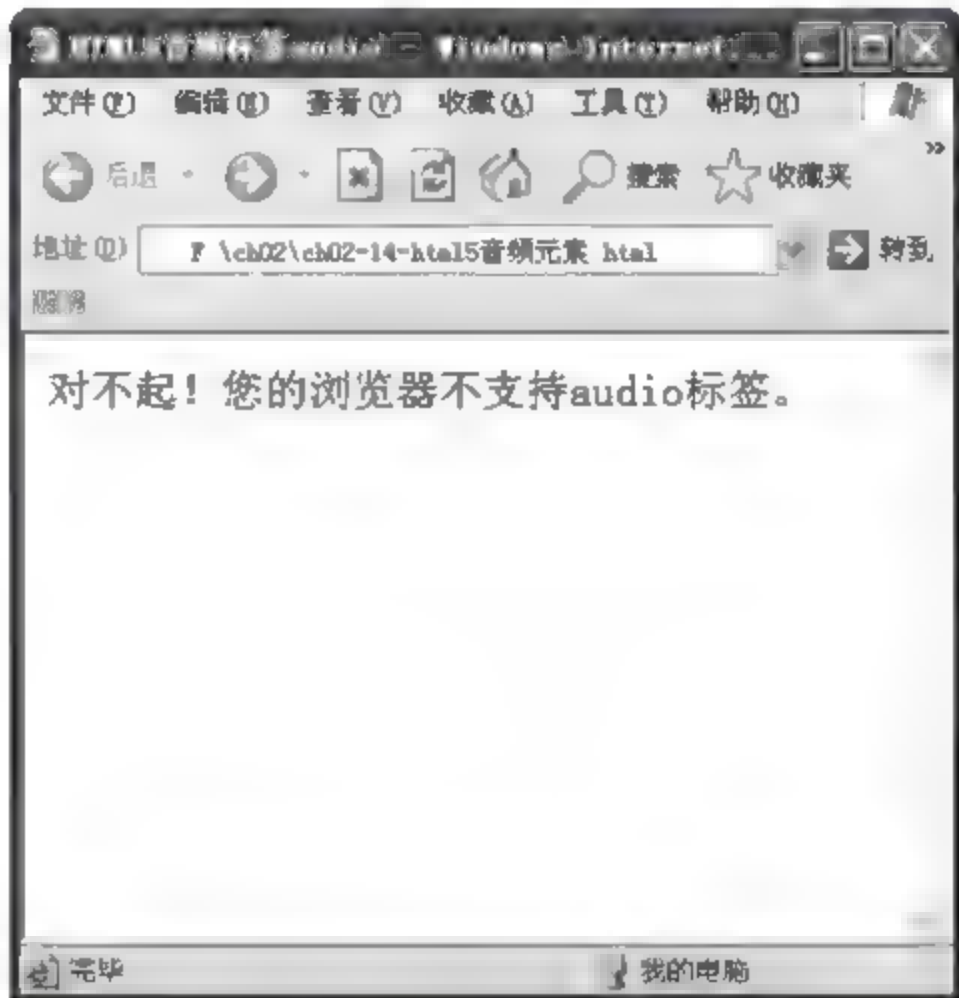 Windows Internet
文件(F) 编辑(E) 查看(V) 收藏(A) 工具(T) 帮助(H)
后退 搜索 收藏夹 »
地址(D) F \ch02\ch02-14-html5音频元素 html 转到
对不起！您的浏览器不支持audio标签。
完毕 我的电脑